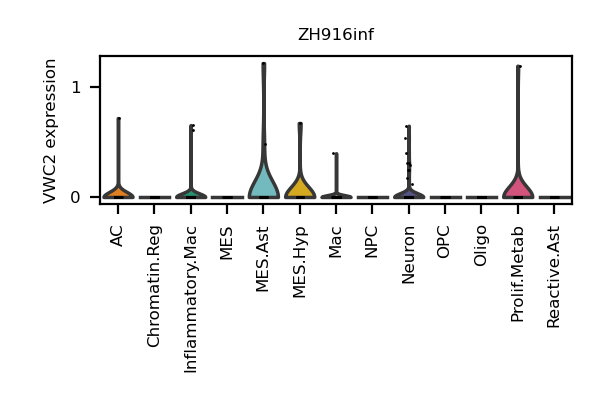 ZH916inf
VWC2 expression
1
0
AC
Chromatin.Reg
Inflammatory.Mac
MES
MES.Ast
MES.Hyp
Mac
NPC
Neuron
OPC
Oligo
Prolif.Metab
Reactive.Ast